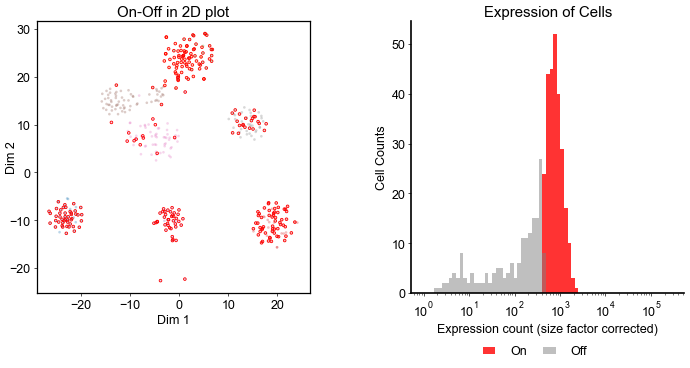 On-Off in 2D plot
30
20
10
0
−10
−20
−20
−10
0
10
20
Dim 2
Dim 1
Expression of Cells
50
40
30
20
10
0
Cell Counts
10^0
10^1
10^2
10^3
10^4
10^5
Expression count (size factor corrected)
On
Off